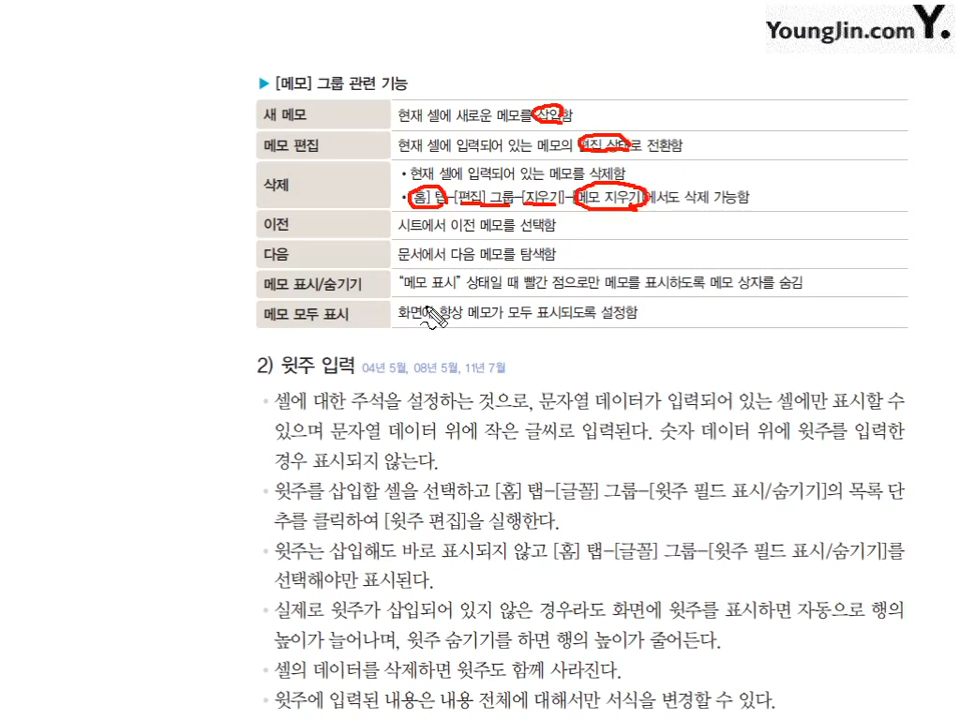 YoungJin.com Y.
▶ [메모] 그룹 관련 기능
새 메모 현재 셀에 새로운 메모를 삽입함
메모 편집 현재 셀에 입력되어 있는 메모의 편집 상태로 전환함
삭제 • 현재 셀에 입력되어 있는 메모를 삭제함
• [홈] 탭-[편집] 그룹-[지우기]-[메모 지우기]에서도 삭제 가능함
이전 시트에서 이전 메모를 선택함
다음 문서에서 다음 메모를 탐색함
메모 표시/숨기기 “메모 표시” 상태일 때 빨간 점으로만 메모를 표시하도록 메모 상자를 숨김
메모 모두 표시 화면에 항상 메모가 모두 표시되도록 설정함
2) 윗주 입력 04년 5월, 08년 5월, 11년 7월
• 셀에 대한 주석을 설정하는 것으로, 문자열 데이터가 입력되어 있는 셀에만 표시할 수
있으며 문자열 데이터 위에 작은 글씨로 입력된다. 숫자 데이터 위에 윗주를 입력한
경우 표시되지 않는다.
• 윗주를 삽입할 셀을 선택하고 [홈] 탭-[글꼴] 그룹-[윗주 필드 표시/숨기기]의 목록 단
추를 클릭하여 [윗주 편집]을 실행한다.
• 윗주는 삽입해도 바로 표시되지 않고 [홈] 탭-[글꼴] 그룹-[윗주 필드 표시/숨기기]를
선택해야만 표시된다.
• 실제로 윗주가 삽입되어 있지 않은 경우라도 화면에 윗주를 표시하면 자동으로 행의
높이가 늘어나며, 윗주 숨기기를 하면 행의 높이가 줄어든다.
• 셀의 데이터를 삭제하면 윗주도 함께 사라진다.
• 윗주에 입력된 내용은 내용 전체에 대해서만 서식을 변경할 수 있다.